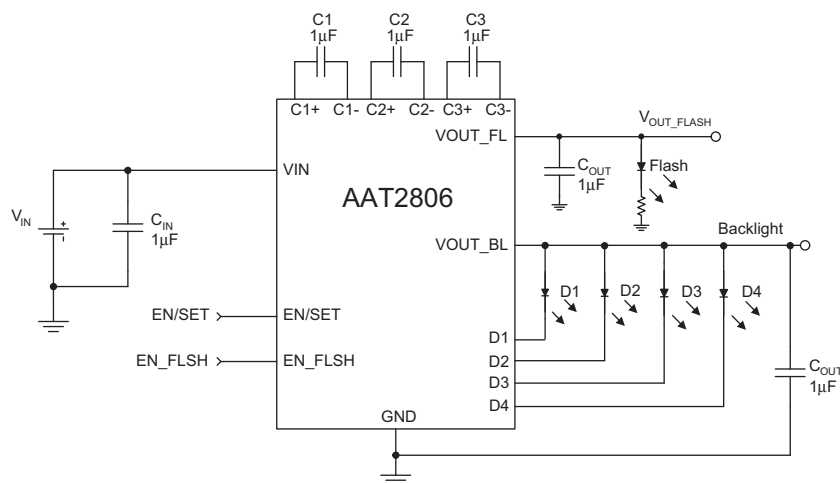 C1
1µF
C2
1µF
C3
1µF
C1+ C1- C2+ C2- C3+ C3-
VOUT_FL
VOUT_FLASH
VIN
AAT2806
COUT
1µF
Flash
VIN
+
-
CIN
1µF
VOUT_BL
Backlight
D1 D2 D3 D4
EN/SET
EN/SET
D1
EN_FLSH
EN_FLSH
D2
D3
D4
COUT
1µF
GND